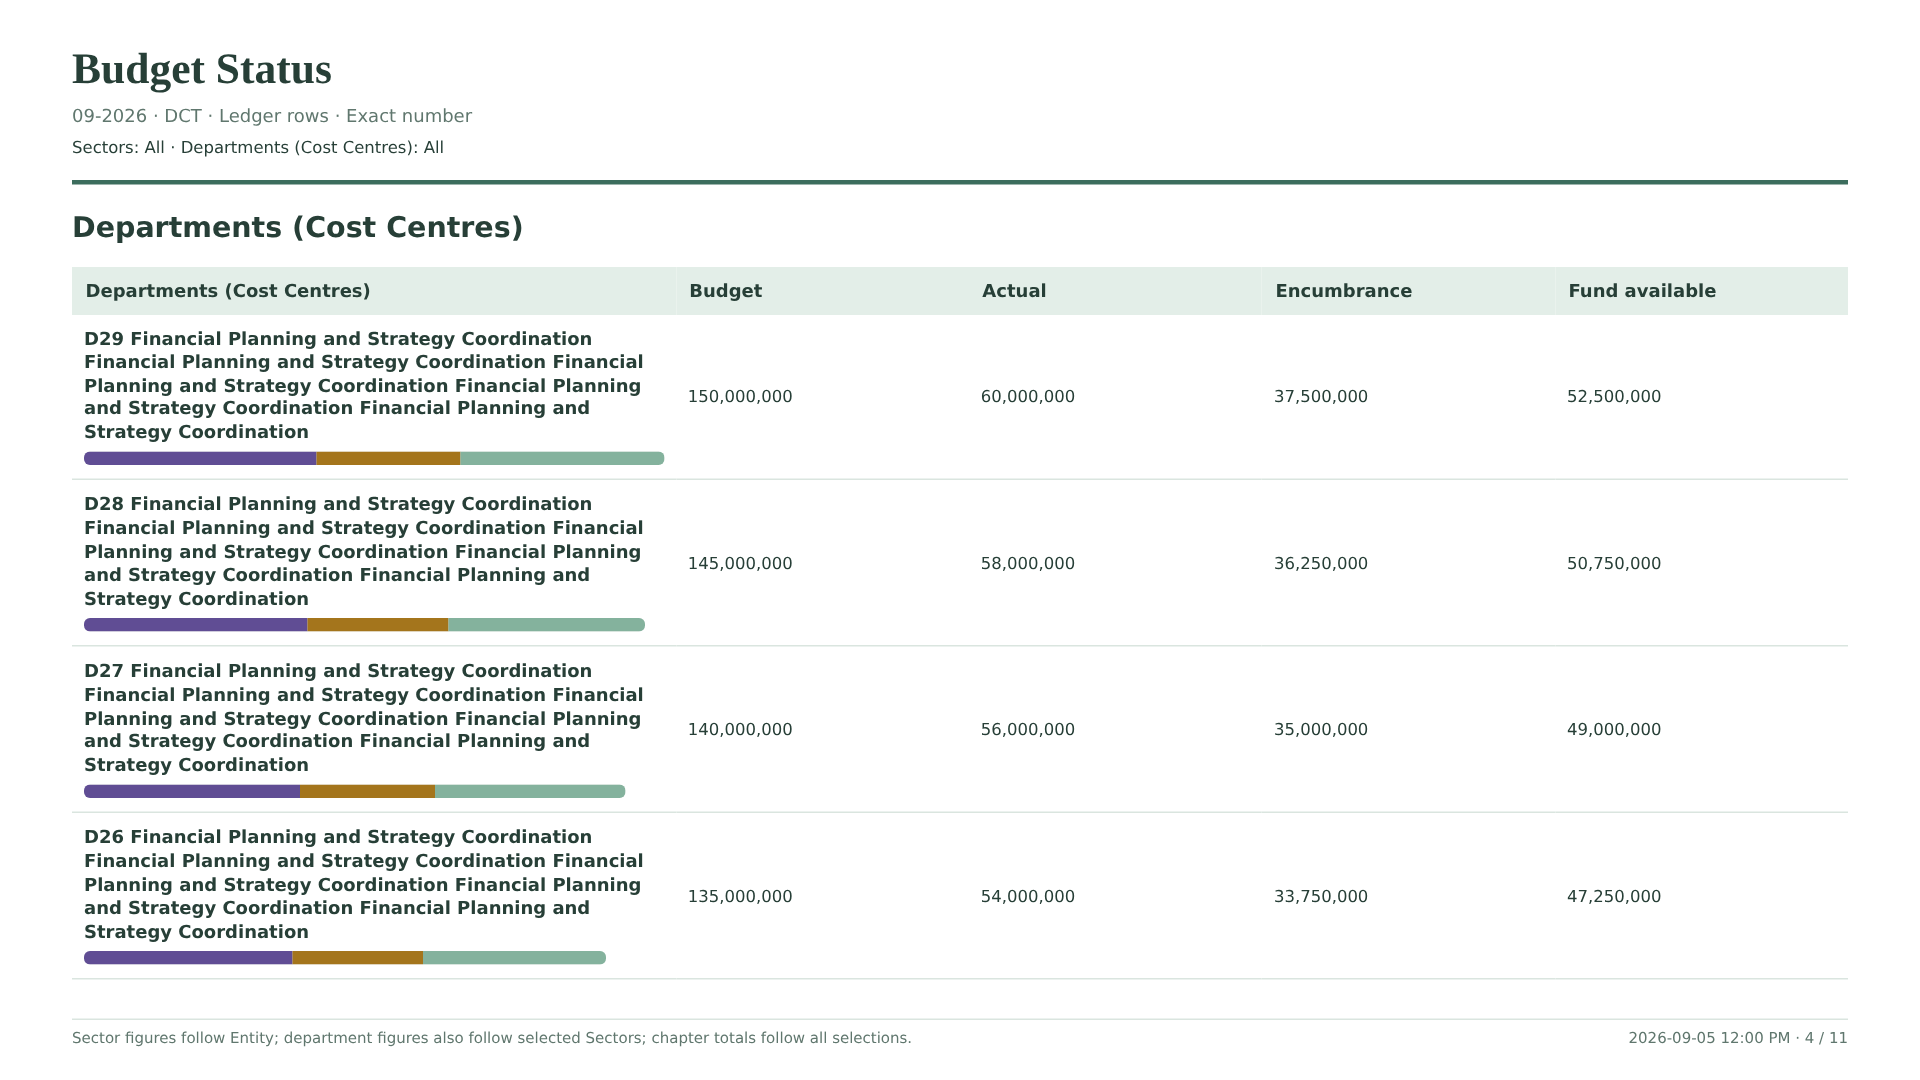 Budget Status
09-2026 · DCT · Ledger rows · Exact number
Sectors: All · Departments (Cost Centres): All
Departments (Cost Centres)
Departments (Cost Centres) Budget Actual Encumbrance Fund available
D29 Financial Planning and Strategy Coordination
Financial Planning and Strategy Coordination Financial
Planning and Strategy Coordination Financial Planning
and Strategy Coordination Financial Planning and
Strategy Coordination
150,000,000 60,000,000 37,500,000 52,500,000
D28 Financial Planning and Strategy Coordination
Financial Planning and Strategy Coordination Financial
Planning and Strategy Coordination Financial Planning
and Strategy Coordination Financial Planning and
Strategy Coordination
145,000,000 58,000,000 36,250,000 50,750,000
D27 Financial Planning and Strategy Coordination
Financial Planning and Strategy Coordination Financial
Planning and Strategy Coordination Financial Planning
and Strategy Coordination Financial Planning and
Strategy Coordination
140,000,000 56,000,000 35,000,000 49,000,000
D26 Financial Planning and Strategy Coordination
Financial Planning and Strategy Coordination Financial
Planning and Strategy Coordination Financial Planning
and Strategy Coordination Financial Planning and
Strategy Coordination
135,000,000 54,000,000 33,750,000 47,250,000
Sector figures follow Entity; department figures also follow selected Sectors; chapter totals follow all selections.
2026-09-05 12:00 PM · 4 / 11